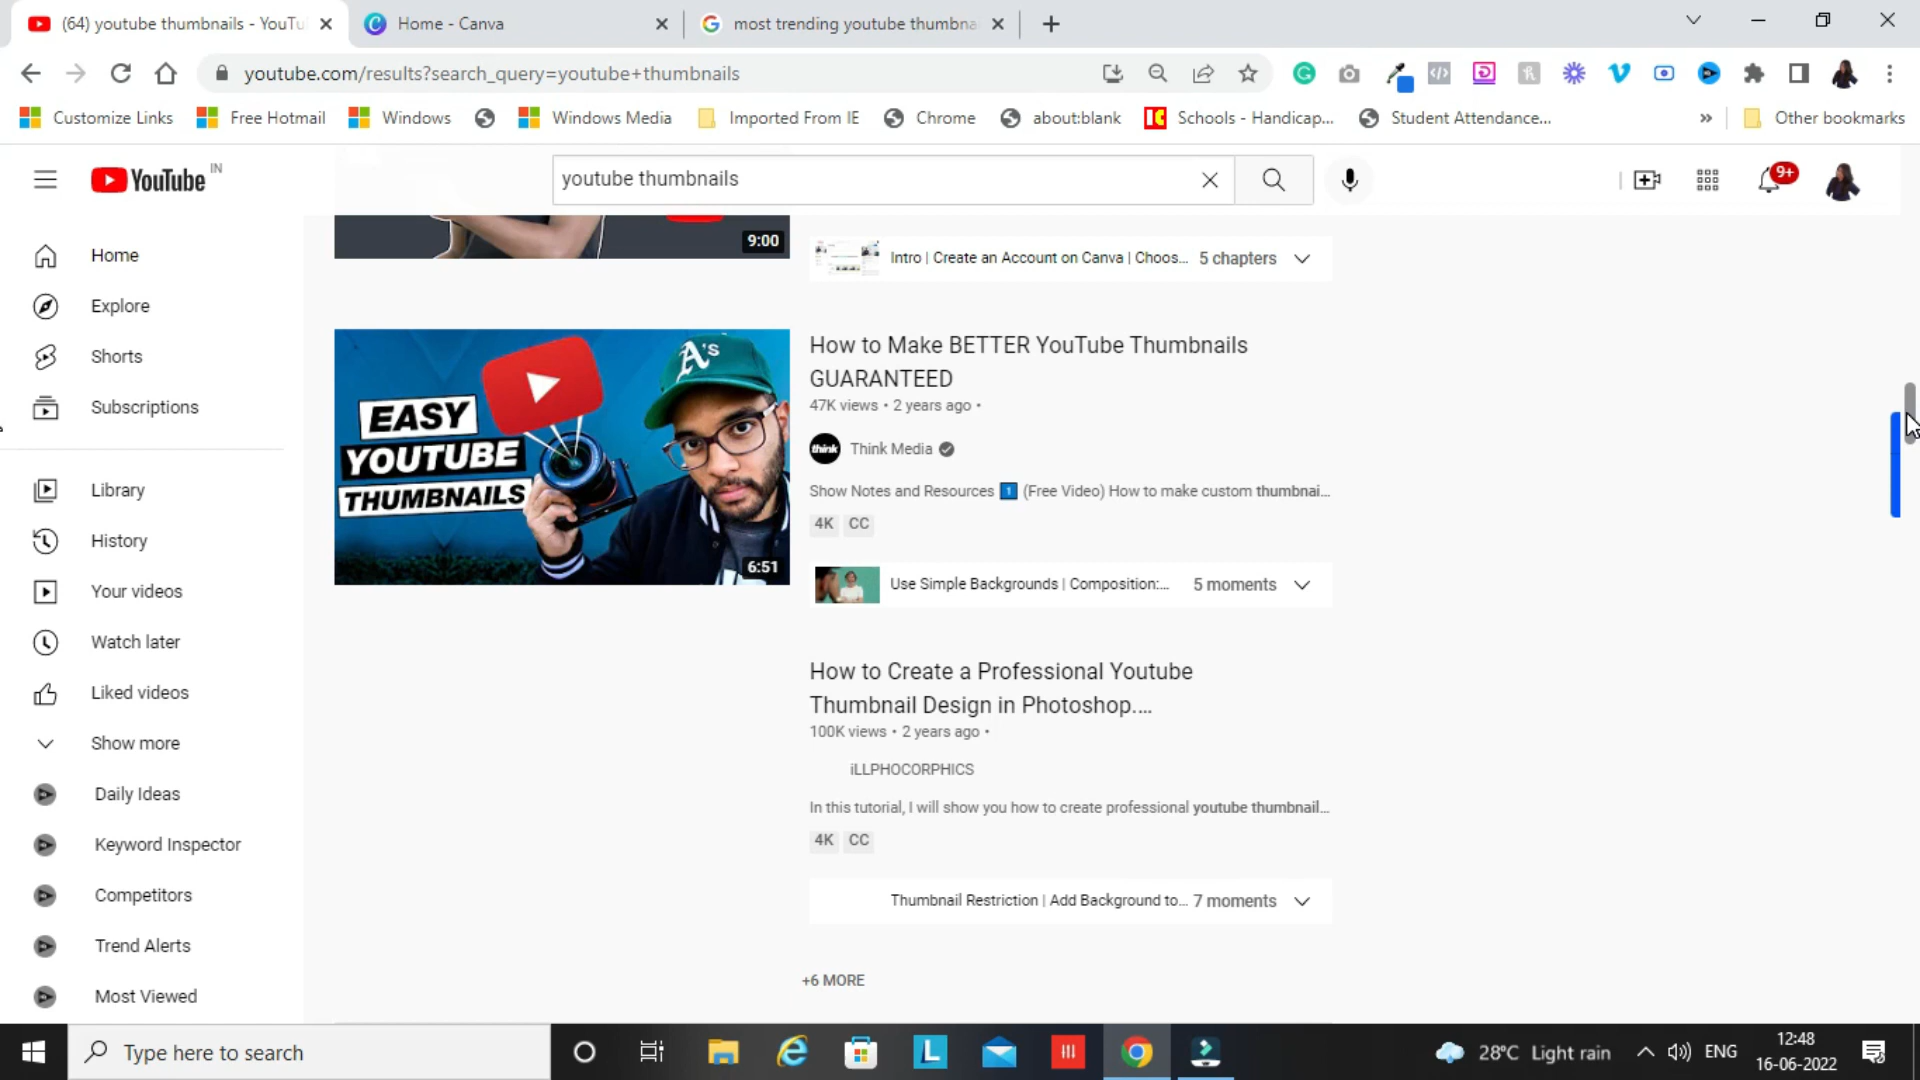 (64) youtube thumbnails - YouTu
Home - Canva
most trending youtube thumbna
youtube.com/results?search_query=youtube+thumbnails
Customize Links
Free Hotmail
Windows
Windows Media
Imported From IE
Chrome
about:blank
Schools - Handicap...
Student Attendance...
Other bookmarks
YouTube IN
youtube thumbnails
9+
Home
Explore
Shorts
Subscriptions
Library
History
Your videos
Watch later
Liked videos
Show more
Daily Ideas
Keyword Inspector
Competitors
Trend Alerts
Most Viewed
9:00
Intro | Create an Account on Canva | Choos... 5 chapters
A's
EASY
YOUTUBE
THUMBNAILS
6:51
How to Make BETTER YouTube Thumbnails
GUARANTEED
47K views • 2 years ago •
think Think Media
Show Notes and Resources 1 (Free Video) How to make custom thumbnai...
4K CC
Use Simple Backgrounds | Composition:... 5 moments
How to Create a Professional Youtube
Thumbnail Design in Photoshop....
100K views • 2 years ago •
iLLPHOCORPHICS
In this tutorial, I will show you how to create professional youtube thumbnail...
4K CC
Thumbnail Restriction | Add Background to... 7 moments
+6 MORE
Type here to search
L
28°C Light rain
ENG
12:48
16-06-2022